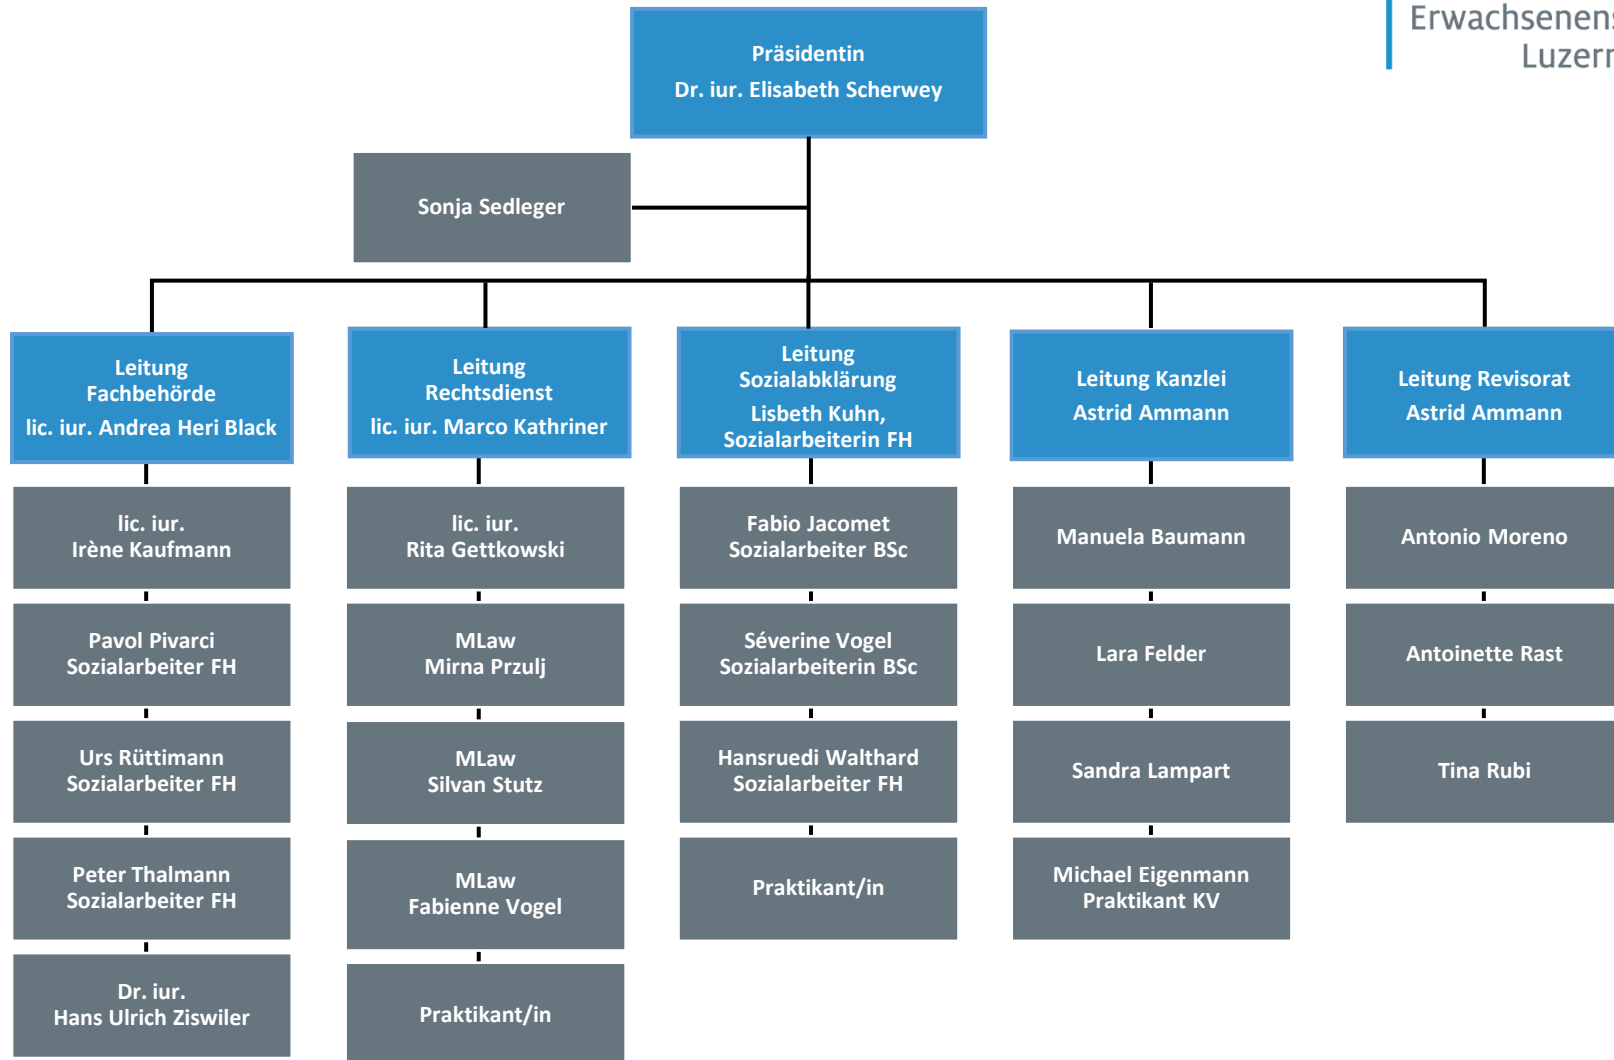 Luzern
Präsidentin
Dr. iur. Elisabeth Scherwey
Sonja Sedleger
Leitung
Fachbehörde
lic. iur. Andrea Heri Black
Leitung
Rechtsdienst
lic. iur. Marco Kathriner
Leitung
Sozialabklärung
Lisbeth Kuhn,
Sozialarbeiterin FH
Leitung Kanzlei
Astrid Ammann
Leitung Revisorat
Astrid Ammann
lic. iur.
Irène Kaufmann
Pavol Pivarci
Sozialarbeiter FH
Urs Rüttimann
Sozialarbeiter FH
Peter Thalmann
Sozialarbeiter FH
Dr. iur.
Hans Ulrich Ziswiler
lic. iur.
Rita Gettkowski
MLaw
Mirna Przulj
MLaw
Silvan Stutz
MLaw
Fabienne Vogel
Praktikant/in
Fabio Jacomet
Sozialarbeiter BSc
Séverine Vogel
Sozialarbeiterin BSc
Hansruedi Walthard
Sozialarbeiter FH
Praktikant/in
Manuela Baumann
Lara Felder
Sandra Lampart
Michael Eigenmann
Praktikant KV
Antonio Moreno
Antoinette Rast
Tina Rubi